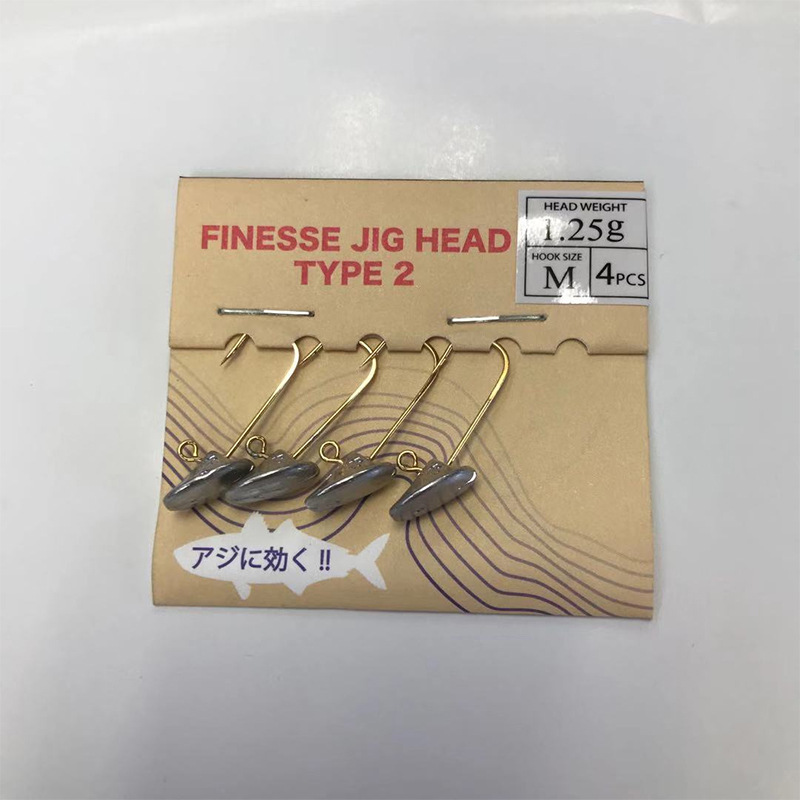 FINESSE JIG HEAD
TYPE 2
HEAD WEIGHT
1.25g
HOOK SIZE
M
4PCS
アジに効く!!